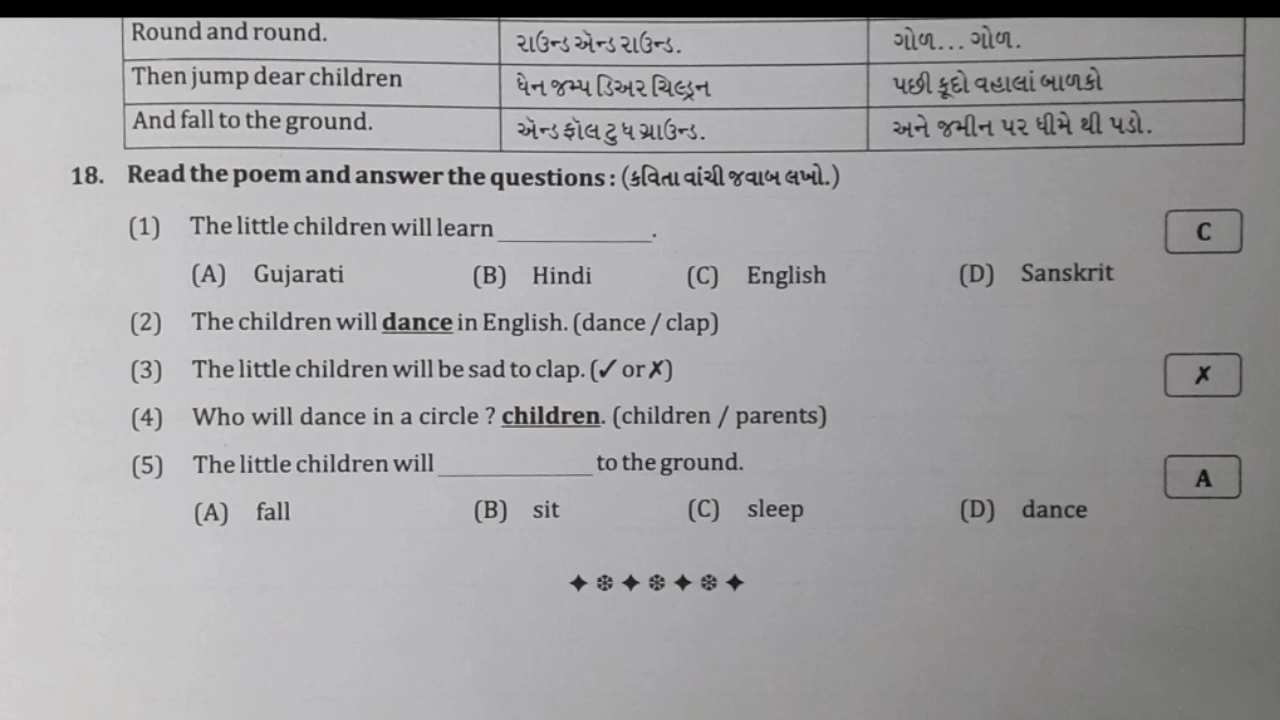 Round and round. રાઉન્ડ ઍન્ડ રાઉન્ડ. ગોળ... ગોળ.
Then jump dear children ધેન જમ્પ ડિઅર ચિલ્ડ્રન પછી કૂદો વહાલાં બાળકો
And fall to the ground. ઍન્ડ ફૉલ ટુ ધ ગ્રાઉન્ડ. અને જમીન પર ધીમે થી પડો.
18. Read the poem and answer the questions : (કવિતા વાંચી જવાબ લખો.)
(1) The little children will learn ____________. C
(A) Gujarati (B) Hindi (C) English (D) Sanskrit
(2) The children will dance in English. (dance / clap)
(3) The little children will be sad to clap. (✓ or ✗) ✗
(4) Who will dance in a circle ? children. (children / parents)
(5) The little children will ____________ to the ground. A
(A) fall (B) sit (C) sleep (D) dance